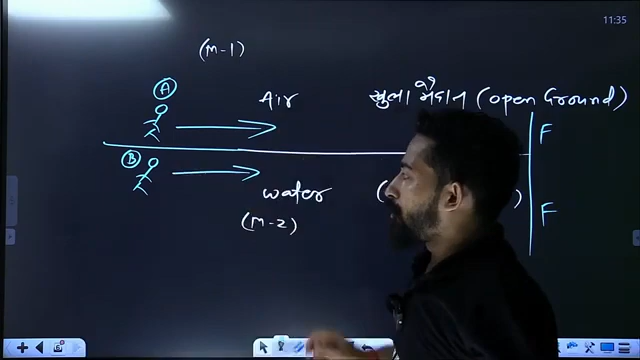 11:35
(M-1)
A
Air
खुला मैदान (open Ground)
F
B
water
F
(M-2)